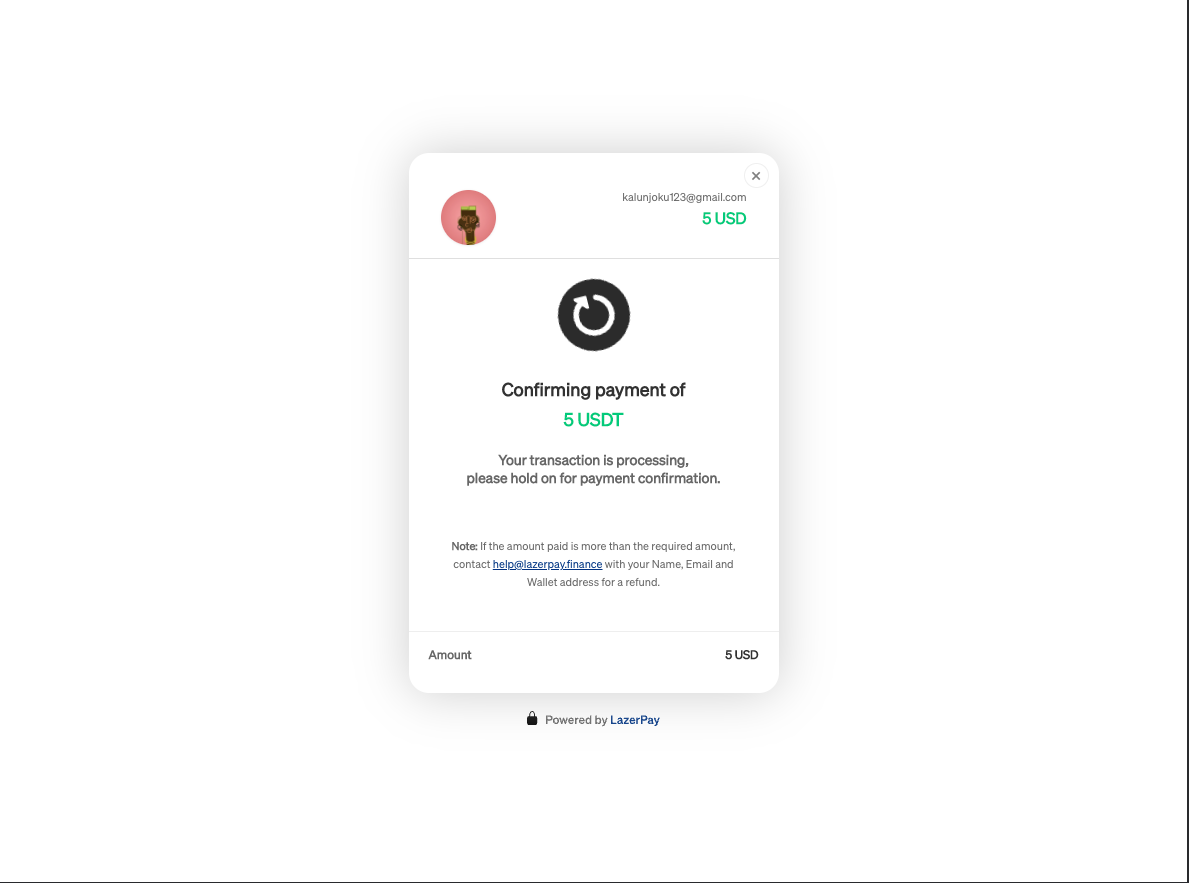 kalunjoku123@gmail.com
5 USD
Confirming payment of
5 USDT
Your transaction is processing,
please hold on for payment confirmation.
Note: If the amount paid is more than the required amount,
contact help@lazerpay.finance with your Name, Email and
Wallet address for a refund.
Amount 5 USD
Powered by LazerPay